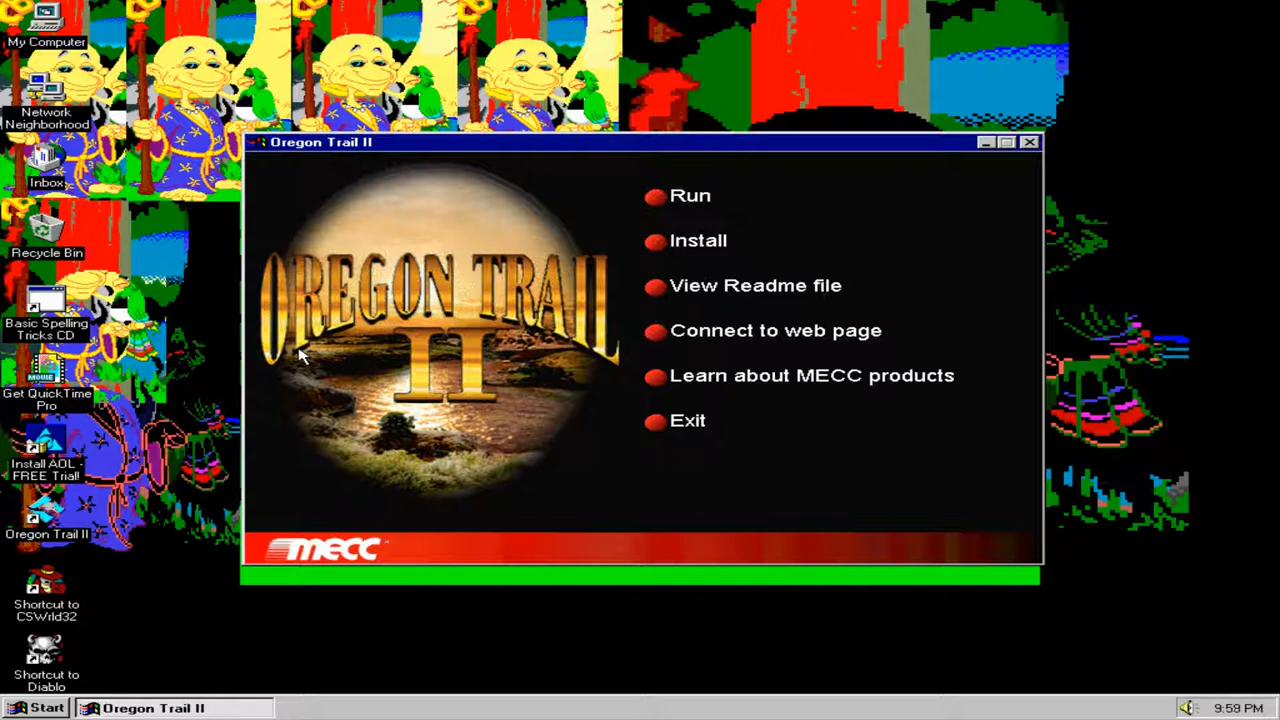 My Computer
Network
Neighborhood
Inbox
Recycle Bin
Basic Spelling
Tricks CD
MOVIE
Get QuickTime
Pro
Install AOL -
FREE Trial!
Oregon Trail II
Shortcut to
CSWrld32
Shortcut to
Diablo
Oregon Trail II
OREGON TRAIL
II
Run
Install
View Readme file
Connect to web page
Learn about MECC products
Exit
mecc
Start
Oregon Trail II
9:59 PM